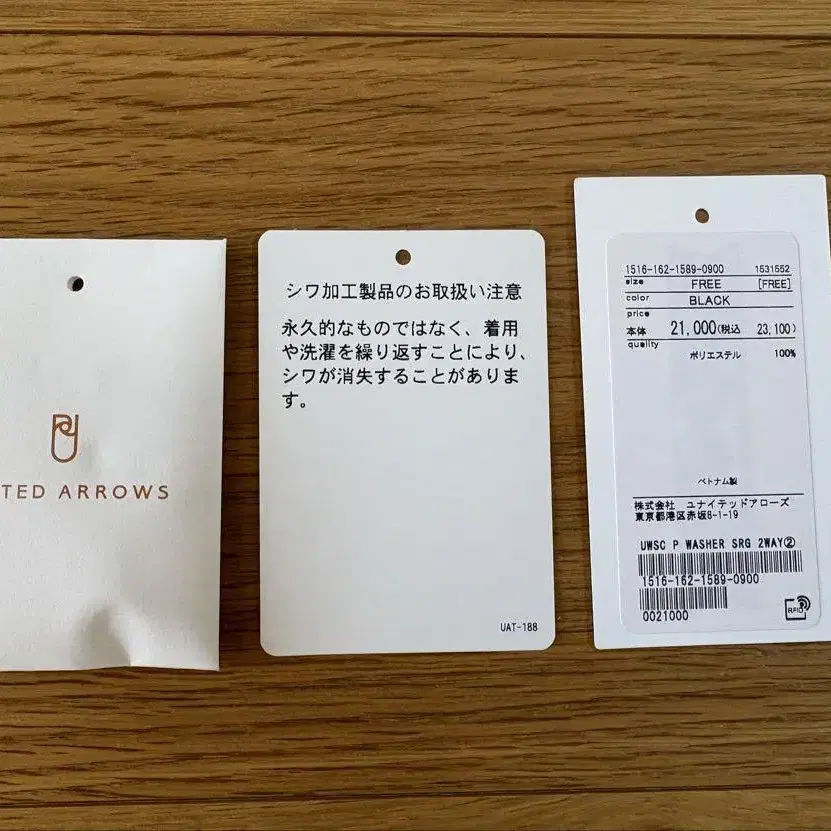 TED ARROWS
シワ加工製品のお取扱い注意
永久的なものではなく、着用
や洗濯を繰り返すことにより、
シワが消失することがありま
す。
UAT-188
1516-162-1589-0900 1531552
size FREE [FREE]
color BLACK
price
本体 21,000(税込 23,100)
quality
ポリエステル 100%
ベトナム製
株式会社 ユナイテッドアローズ
東京都港区赤坂8-1-19
UWSC P WASHER SRG 2WAY②
1516-162-1589-0900
0021000
RFID